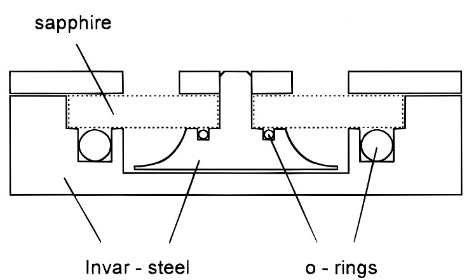 sapphire
Invar - steel
o - rings